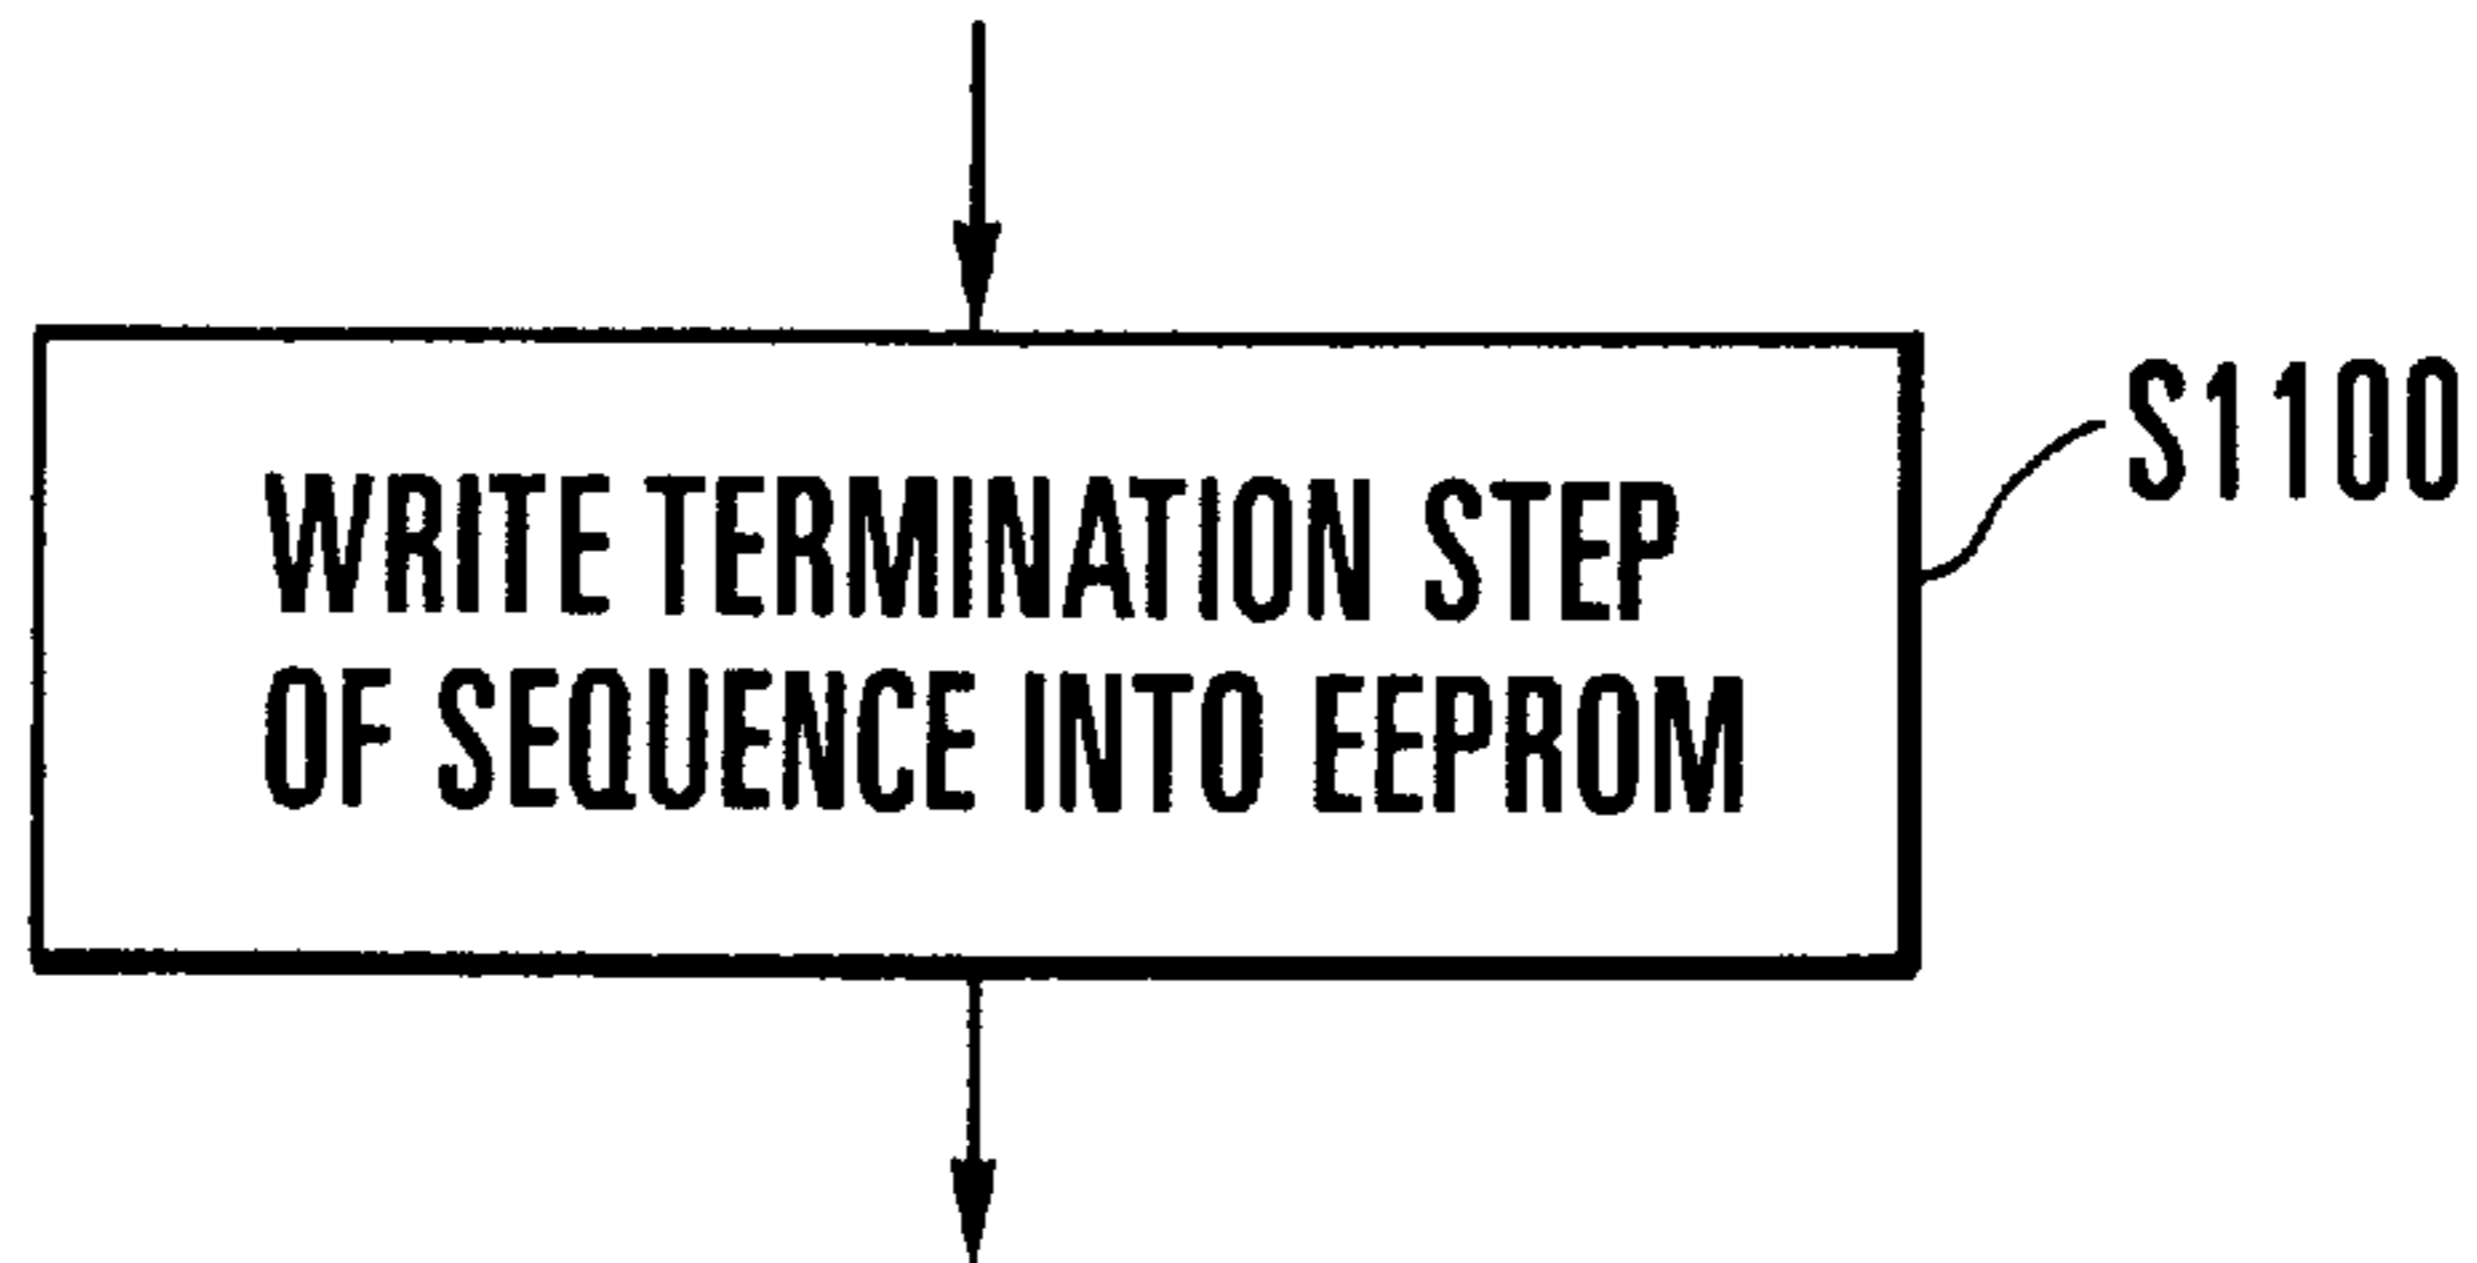 S1100
WRITE TERMINATION STEP
OF SEQUENCE INTO EEPROM